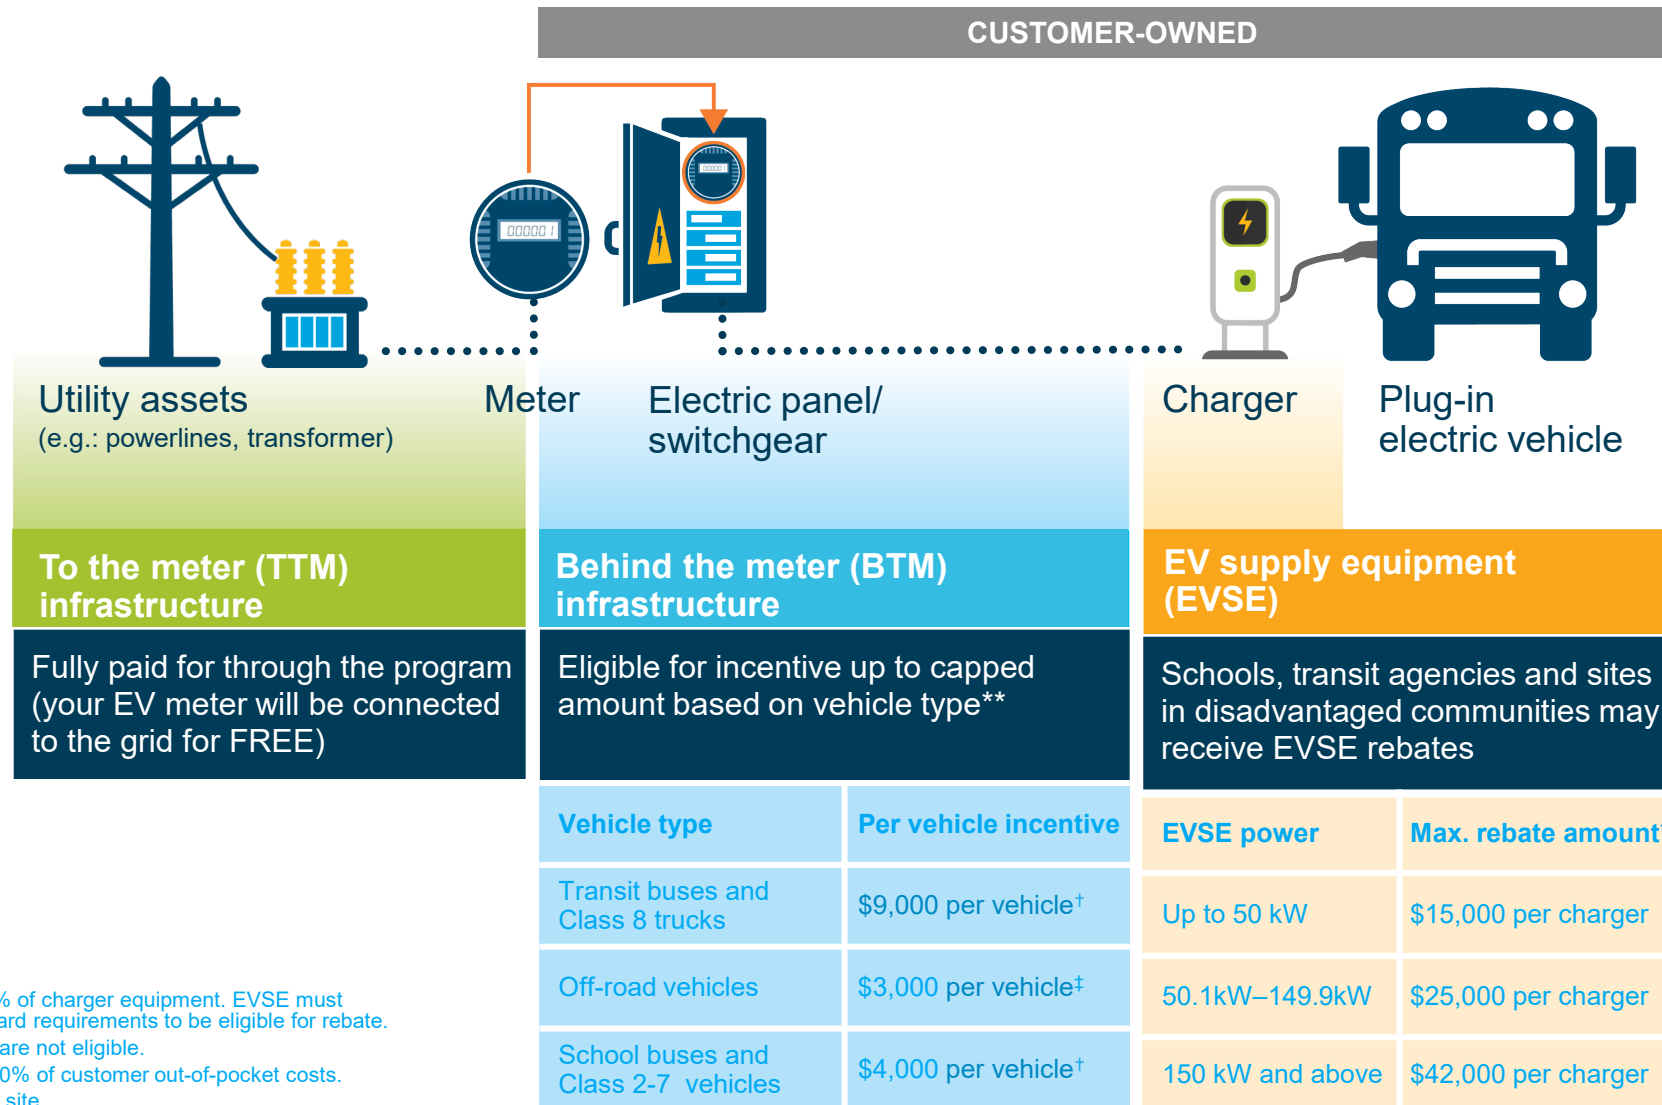 CUSTOMER-OWNED
000001
000001
Utility assets
(e.g.: powerlines, transformer)
Meter
Electric panel/
switchgear
Charger
Plug-in
electric vehicle
To the meter (TTM)
infrastructure
Fully paid for through the program
(your EV meter will be connected
to the grid for FREE)
Behind the meter (BTM)
infrastructure
Eligible for incentive up to capped
amount based on vehicle type**
Vehicle type
Per vehicle incentive
Transit buses and
Class 8 trucks
$9,000 per vehicle†
Off-road vehicles
$3,000 per vehicle‡
School buses and
Class 2-7 vehicles
$4,000 per vehicle†
EV supply equipment
(EVSE)
Schools, transit agencies and sites
in disadvantaged communities may
receive EVSE rebates
EVSE power
Max. rebate amount
Up to 50 kW
$15,000 per charger
50.1kW–149.9kW
$25,000 per charger
150 kW and above
$42,000 per charger
% of charger equipment. EVSE must
requirements to be eligible for rebate.
are not eligible.
0% of customer out-of-pocket costs.
site